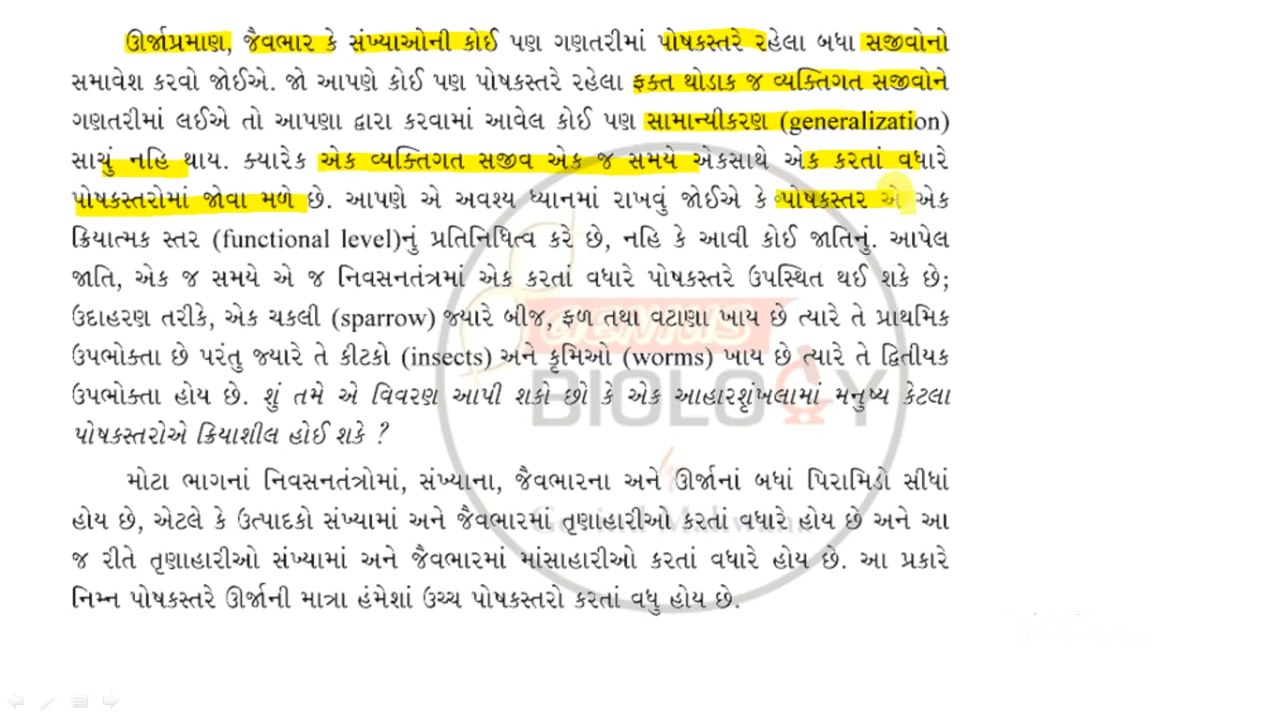 ઊર્જાપ્રમાણ, જૈવભાર કે સંખ્યાઓની કોઈ પણ ગણતરીમાં પોષકસ્તરે રહેલા બધા સજીવોનો
સમાવેશ કરવો જોઈએ. જો આપણે કોઈ પણ પોષકસ્તરે રહેલા ફક્ત થોડાક જ વ્યક્તિગત સજીવોને
ગણતરીમાં લઈએ તો આપણા દ્વારા કરવામાં આવેલ કોઈ પણ સામાન્યીકરણ (generalization)
સાચું નહિ થાય. ક્યારેક એક વ્યક્તિગત સજીવ એક જ સમયે એકસાથે એક કરતાં વધારે
પોષકસ્તરોમાં જોવા મળે છે. આપણે એ અવશ્ય ધ્યાનમાં રાખવું જોઈએ કે પોષકસ્તર એ એક
ક્રિયાત્મક સ્તર (functional level)નું પ્રતિનિધિત્વ કરે છે, નહિ કે આવી કોઈ જાતિનું. આપેલ
જાતિ, એક જ સમયે એ જ નિવસનતંત્રમાં એક કરતાં વધારે પોષકસ્તરે ઉપસ્થિત થઈ શકે છે;
ઉદાહરણ તરીકે, એક ચકલી (sparrow) જ્યારે બીજ, ફળ તથા વટાણા ખાય છે ત્યારે તે પ્રાથમિક
ઉપભોક્તા છે પરંતુ જ્યારે તે કીટકો (insects) અને કૃમિઓ (worms) ખાય છે ત્યારે તે દ્વિતીયક
ઉપભોક્તા હોય છે. શું તમે એ વિવરણ આપી શકો છો કે એક આહારશૃંખલામાં મનુષ્ય કેટલા
પોષકસ્તરોએ ક્રિયાશીલ હોઈ શકે ?
મોટા ભાગનાં નિવસનતંત્રોમાં, સંખ્યાના, જૈવભારના અને ઊર્જાનાં બધાં પિરામિડો સીધાં
હોય છે, એટલે કે ઉત્પાદકો સંખ્યામાં અને જૈવભારમાં તૃણાહારીઓ કરતાં વધારે હોય છે અને આ
જ રીતે તૃણાહારીઓ સંખ્યામાં અને જૈવભારમાં માંસાહારીઓ કરતાં વધારે હોય છે. આ પ્રકારે
નિમ્ન પોષકસ્તરે ઊર્જાની માત્રા હંમેશાં ઉચ્ચ પોષકસ્તરો કરતાં વધુ હોય છે.
GENIUS
BIOLOGY
by